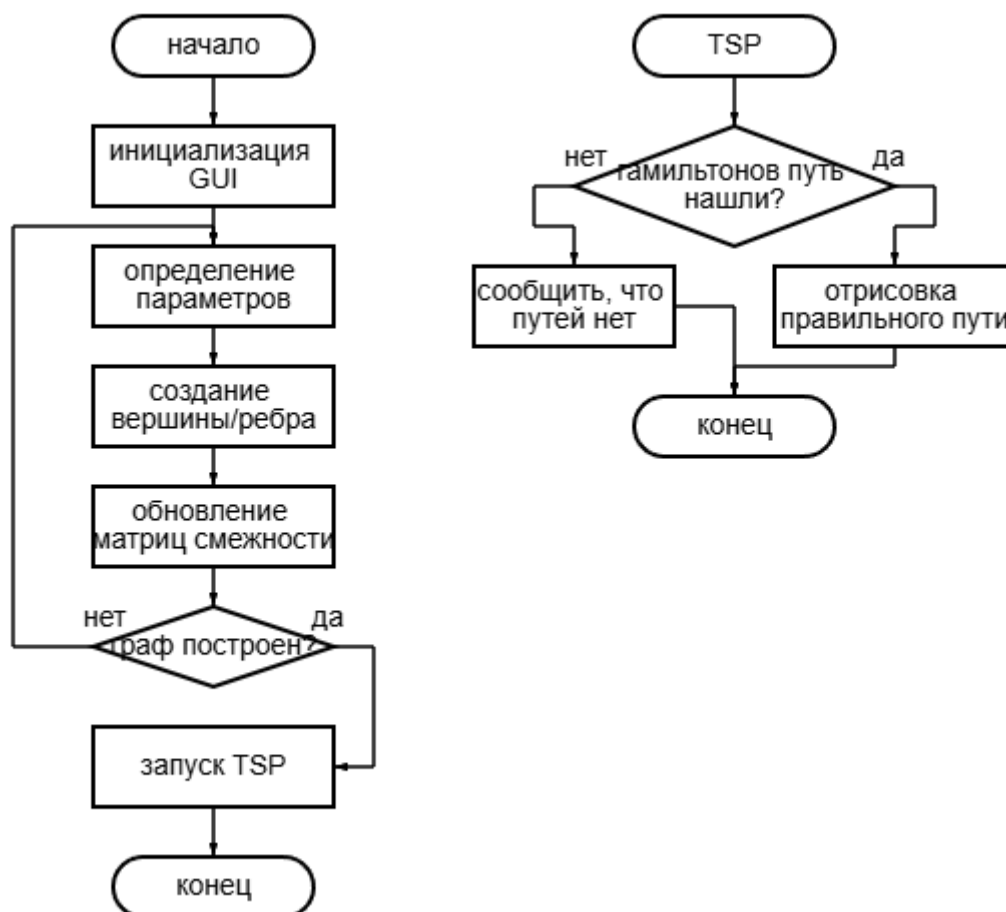 начало
инициализация
GUI
определение
параметров
создание
вершины/ребра
обновление
матриц смежности
нет
да
граф построен?
запуск TSP
конец
TSP
нет
да
гамильтонов путь
нашли?
сообщить, что
путей нет
отрисовка
правильного пути
конец